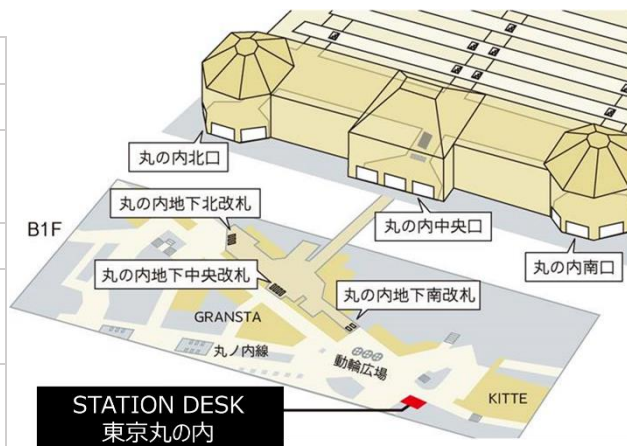 丸の内北口
丸の内地下北改札
丸の内中央口
B1F
丸の内南口
丸の内地下中央改札
丸の内地下南改札
GRANSTA
丸ノ内線
動輪広場
KITTE
STATION DESK
東京丸の内